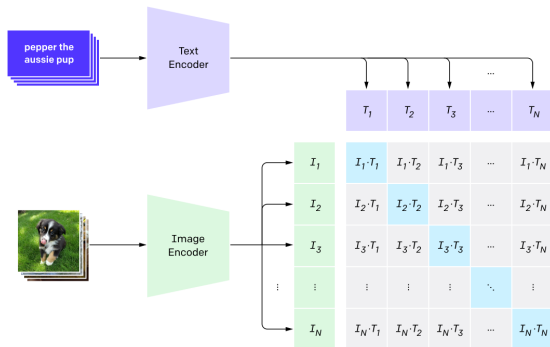 pepper the
aussie pup
Text
Encoder
...
T1 T2 T3 ... TN
I1 I1·T1 I1·T2 I1·T3 ... I1·TN
I2 I2·T1 I2·T2 I2·T3 ... I2·TN
Image
Encoder
I3 I3·T1 I3·T2 I3·T3 ... I3·TN
⋮ ⋮ ⋮ ⋮ ⋮ ⋱ ⋮
IN IN·T1 IN·T2 IN·T3 ... IN·TN